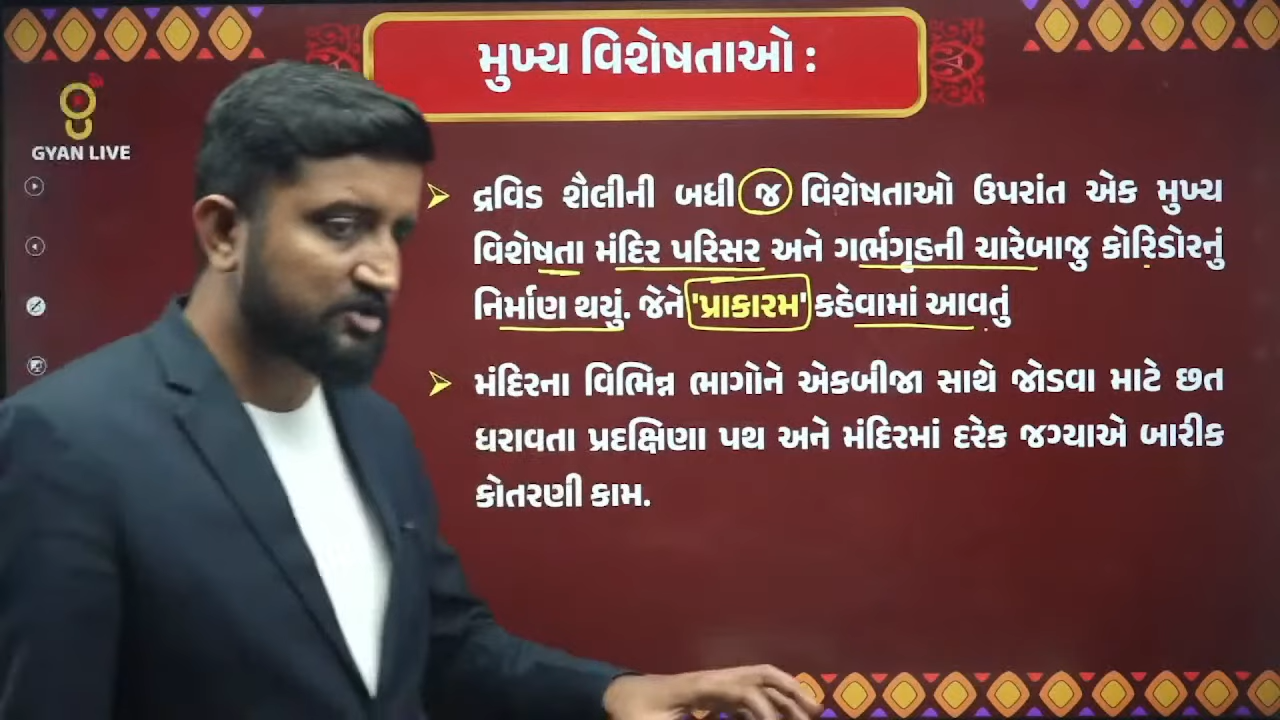 મુખ્ય વિશેષતાઓ :
GYAN LIVE
દ્રવિડ શૈલીની બધી જ વિશેષતાઓ ઉપરાંત એક મુખ્ય
વિશેષતા મંદિર પરિસર અને ગર્ભગૃહની ચારેબાજુ કોરિડોરનું
નિર્માણ થયું. જેને 'પ્રાકારમ' કહેવામાં આવતું
મંદિરના વિભિન્ન ભાગોને એકબીજા સાથે જોડવા માટે છત
ધરાવતા પ્રદક્ષિણા પથ અને મંદિરમાં દરેક જગ્યાએ બારીક
કોતરણી કામ.